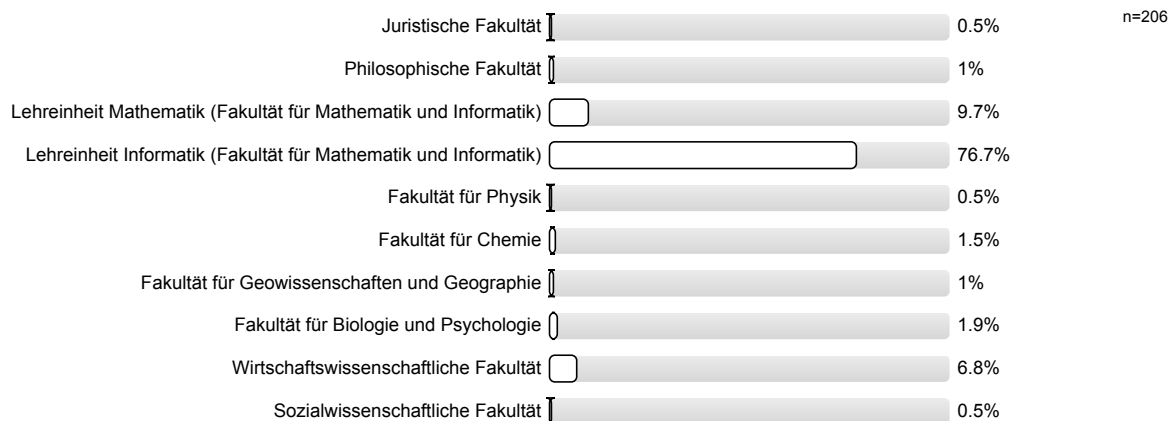 Juristische Fakultät 0.5% n=206
Philosophische Fakultät 1%
Lehreinheit Mathematik (Fakultät für Mathematik und Informatik) 9.7%
Lehreinheit Informatik (Fakultät für Mathematik und Informatik) 76.7%
Fakultät für Physik 0.5%
Fakultät für Chemie 1.5%
Fakultät für Geowissenschaften und Geographie 1%
Fakultät für Biologie und Psychologie 1.9%
Wirtschaftswissenschaftliche Fakultät 6.8%
Sozialwissenschaftliche Fakultät 0.5%